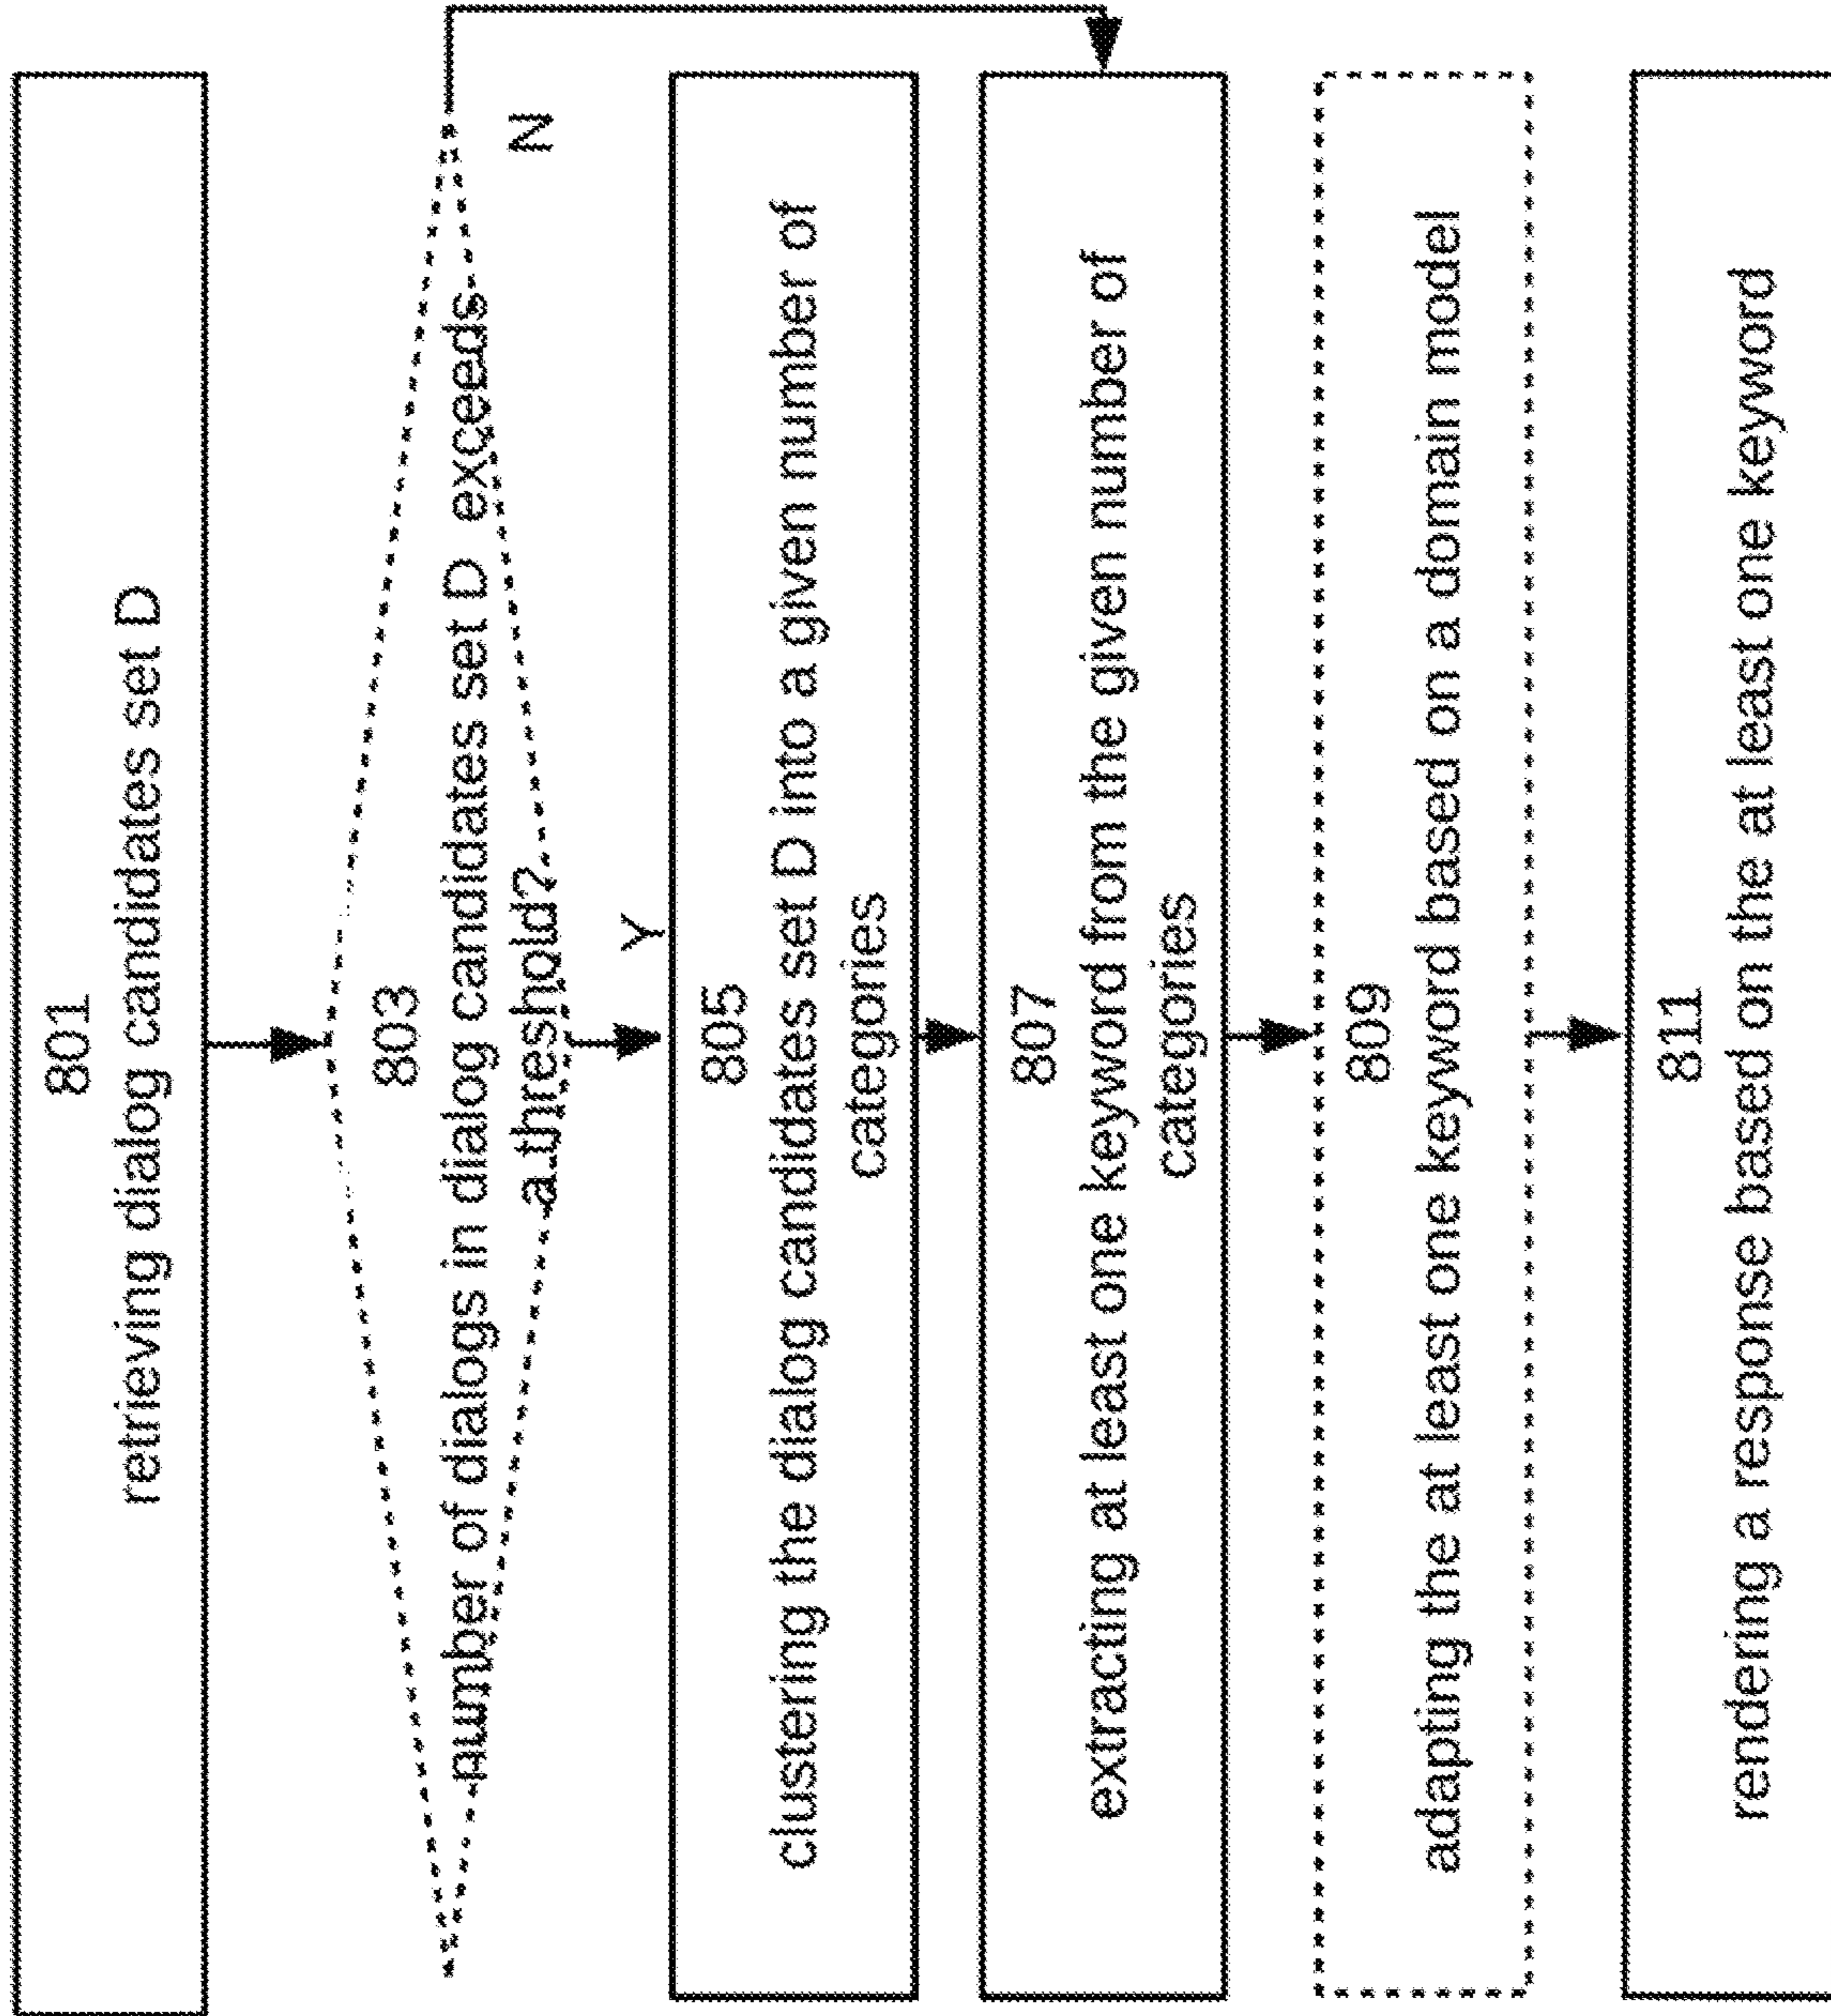 801
retrieving dialog candidates set D
803
number of dialogs in dialog candidates set D exceeds
a threshold?
N
Y
805
clustering the dialog candidates set D into a given number of
categories
807
extracting at least one keyword from the given number of
categories
809
adapting the at least one keyword based on a domain model
811
rendering a response based on the at least one keyword